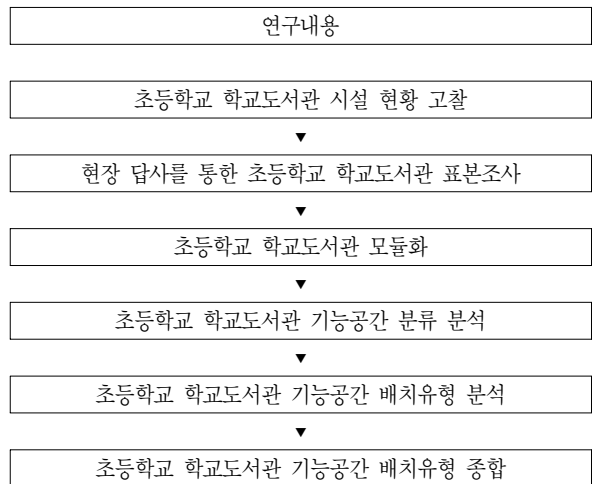 연구내용
초등학교 학교도서관 시설 현황 고찰
▼
현장 답사를 통한 초등학교 학교도서관 표본조사
▼
초등학교 학교도서관 모듈화
▼
초등학교 학교도서관 기능공간 분류 분석
▼
초등학교 학교도서관 기능공간 배치유형 분석
▼
초등학교 학교도서관 기능공간 배치유형 종합